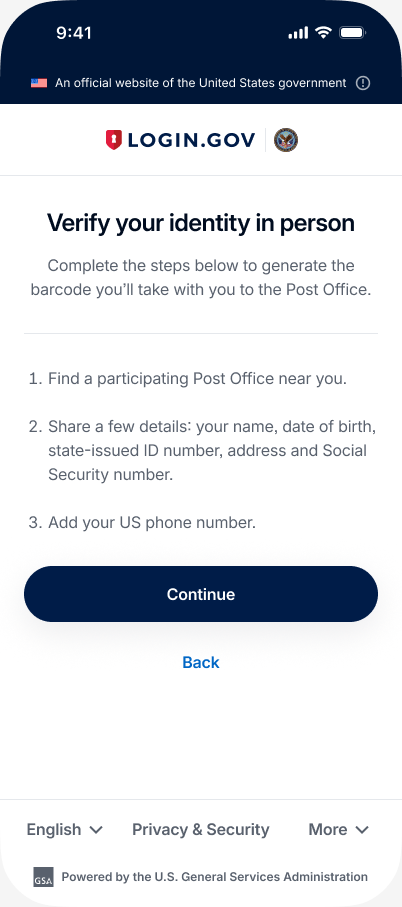 9:41
An official website of the United States government
LOGIN.GOV
Verify your identity in person
Complete the steps below to generate the
barcode you’ll take with you to the Post Office.
1. Find a participating Post Office near you.
2. Share a few details: your name, date of birth,
state-issued ID number, address and Social
Security number.
3. Add your US phone number.
Continue
Back
English
Privacy & Security
More
GSA
Powered by the U.S. General Services Administration